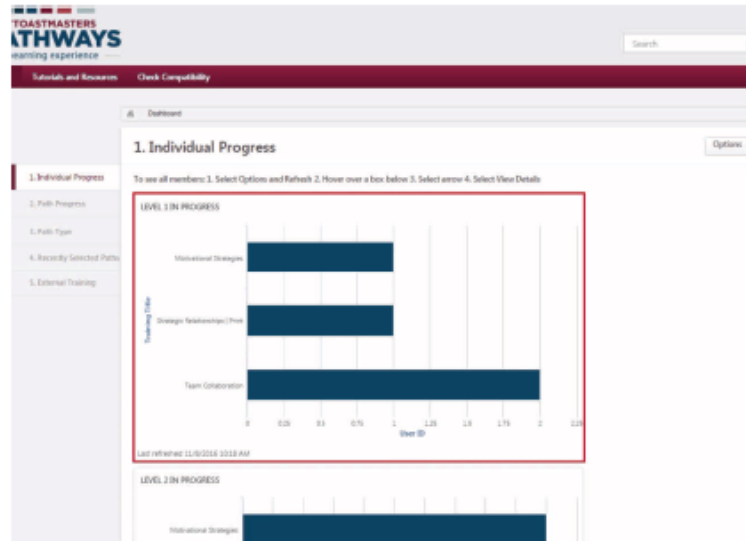 TOASTMASTERS
ATHWAYS
earning experience
Search
Tutorials and Resources
Check Compatibility
Dashboard
1. Individual Progress
Options
1. Individual Progress
2. Path Progress
3. Path Type
4. Recently Selected Paths
5. External Training
To see all members: 1. Select Options and Refresh 2. Hover over a box below 3. Select arrow 4. Select View Details
LEVEL 1 IN PROGRESS
Training Title
Motivational Strategies
Strategic Relationships | Print
Team Collaboration
0 0.25 0.5 0.75 1 1.25 1.5 1.75 2 2.25
User ID
Last refreshed: 11/8/2016 10:18 AM
LEVEL 2 IN PROGRESS
Motivational Strategies